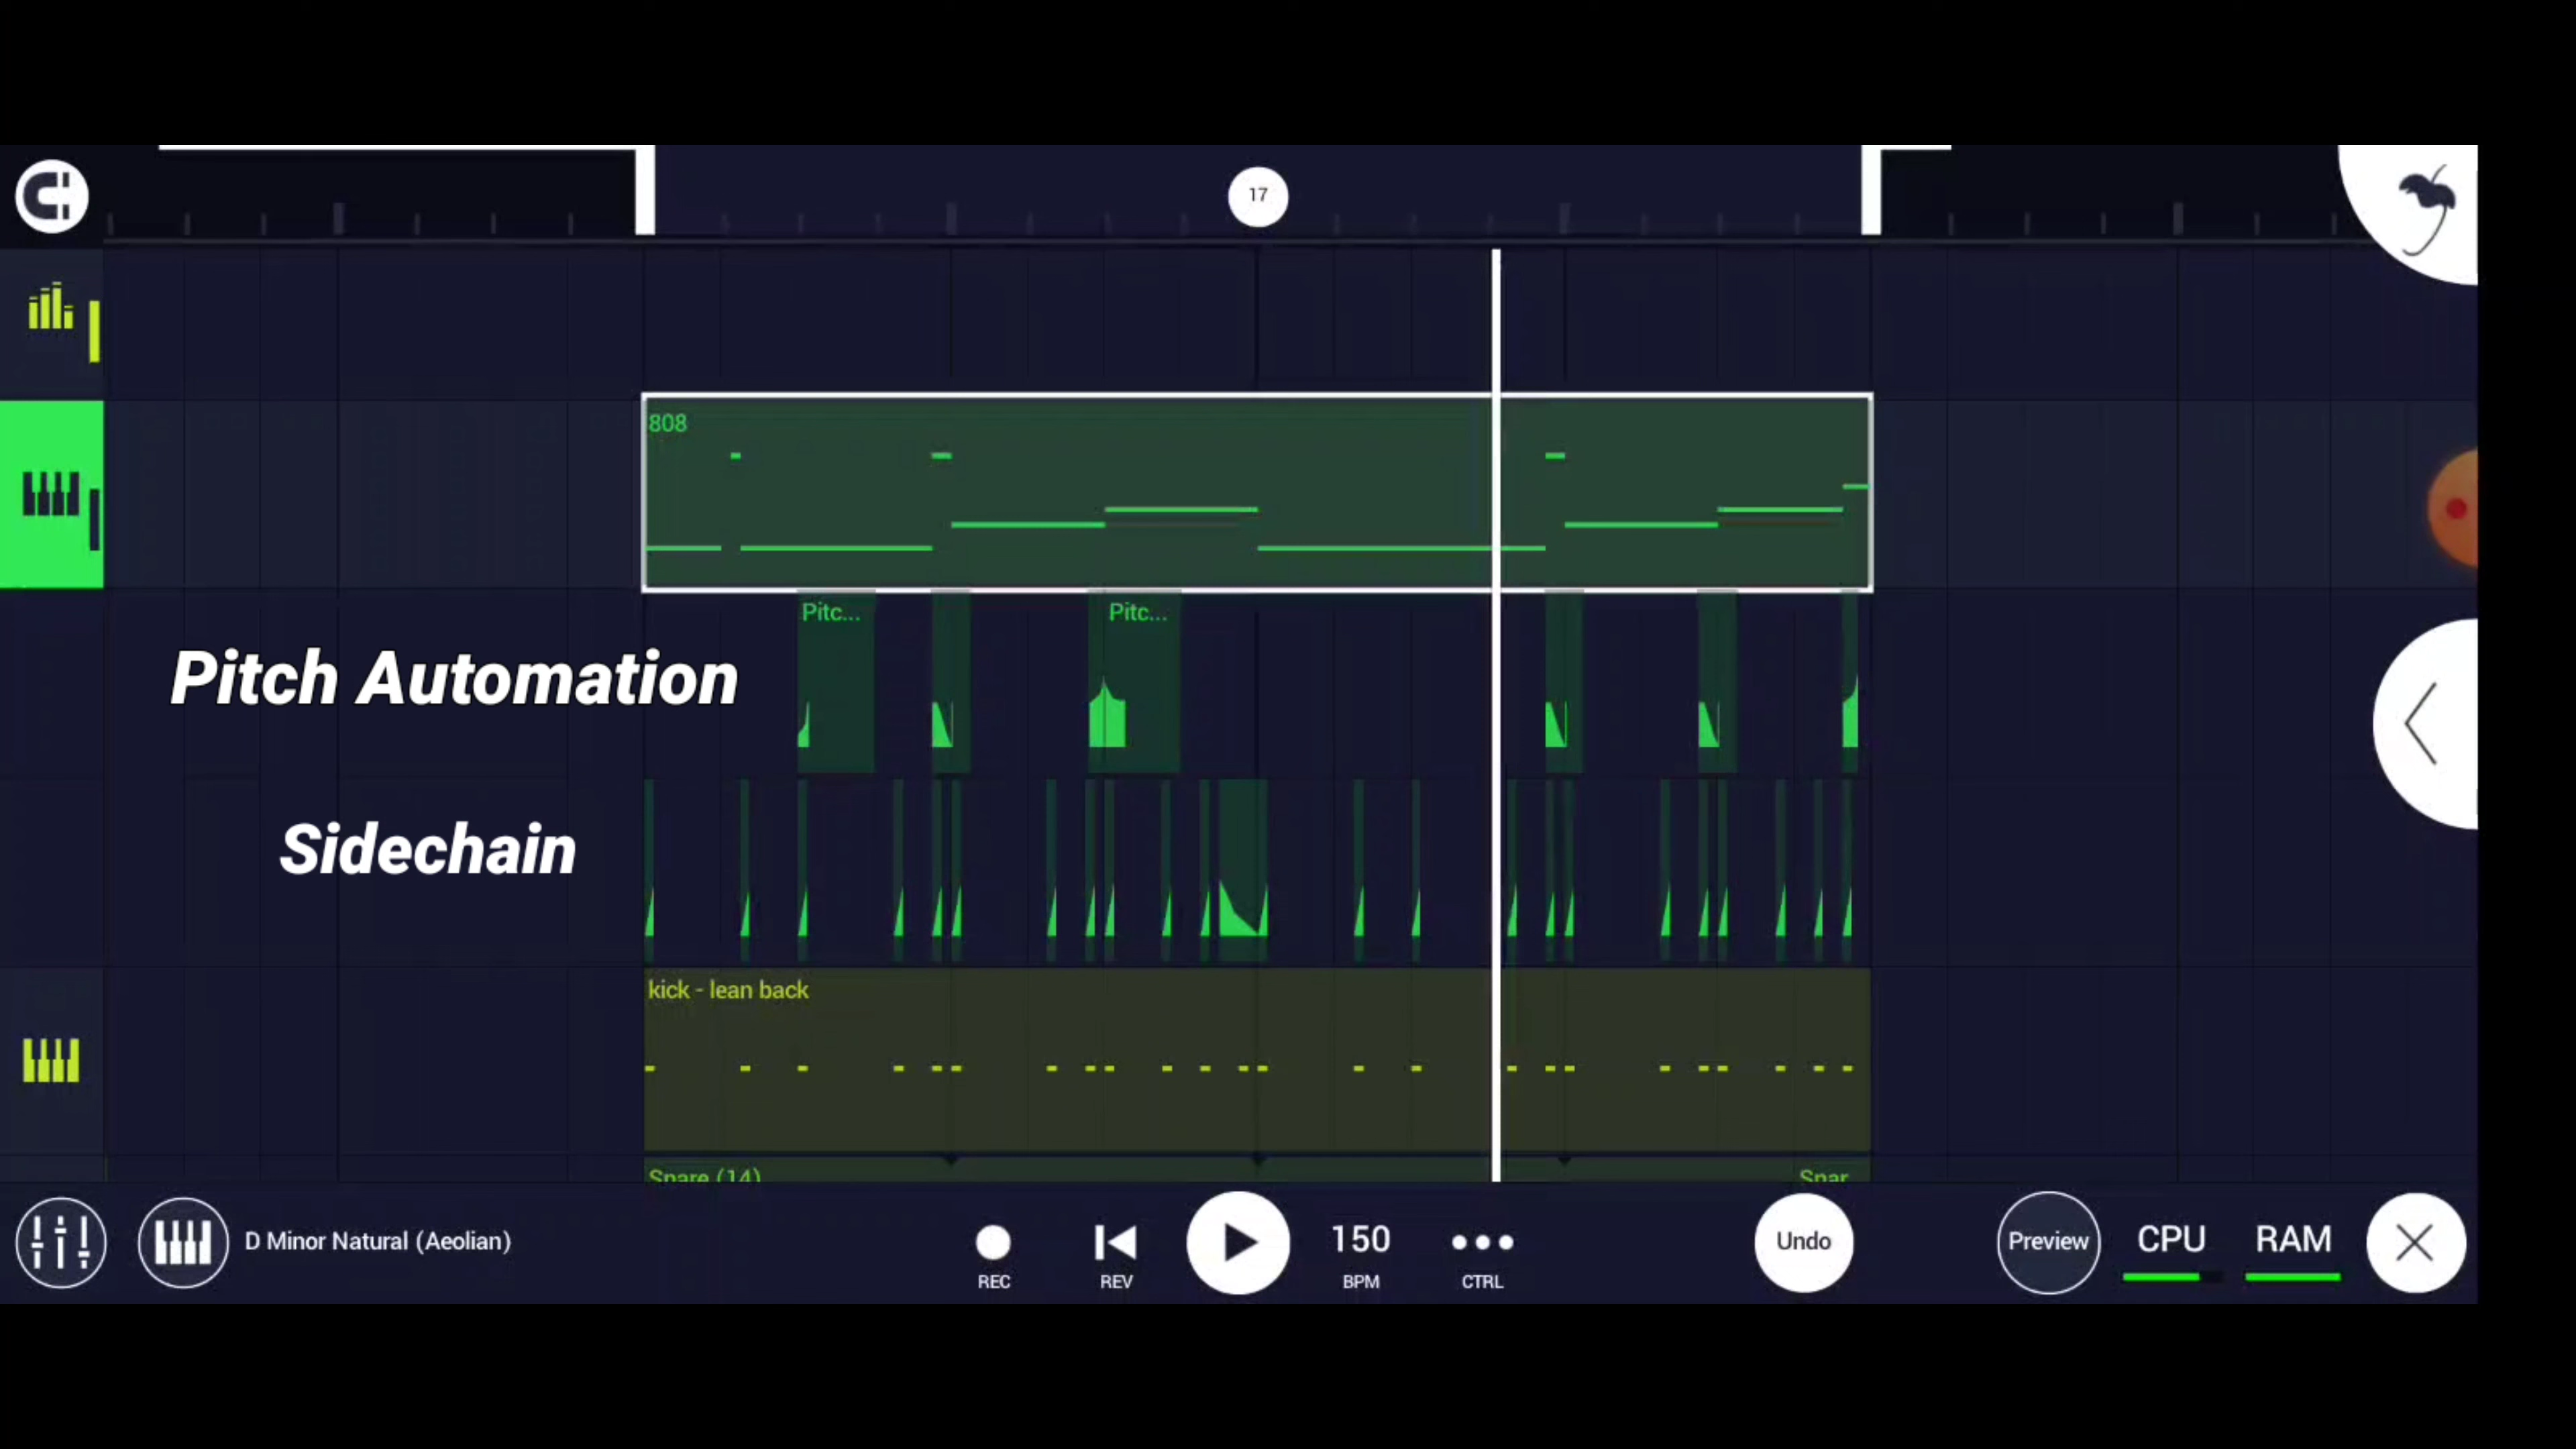 17
808
Pitc...
Pitc...
Pitch Automation
Sidechain
kick - lean back
Snare (14)
Snar
D Minor Natural (Aeolian)
REC
REV
150
BPM
CTRL
Undo
Preview
CPU
RAM